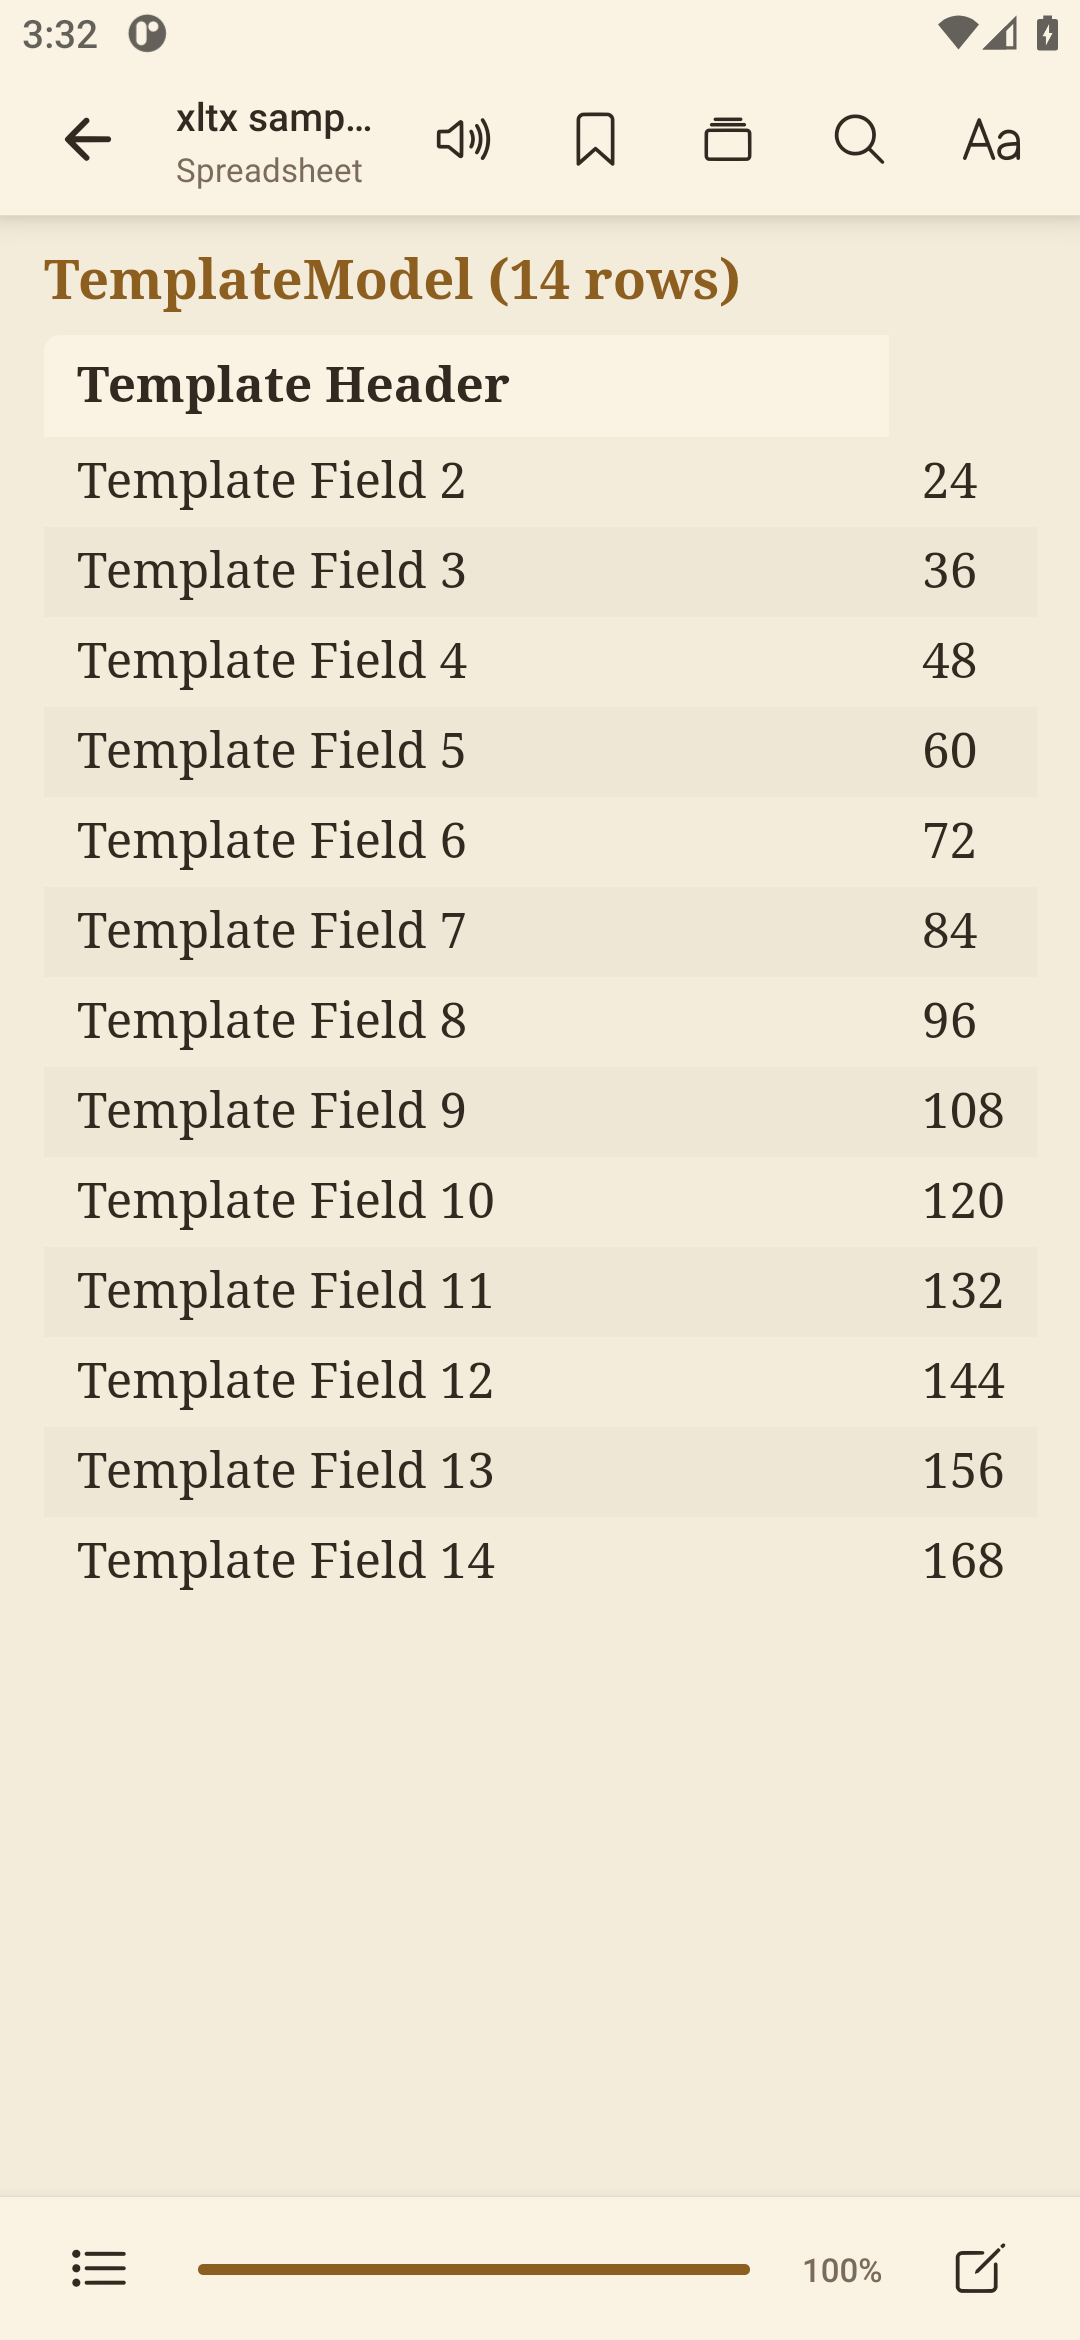 3:32
xltx samp...
Spreadsheet
Aa
TemplateModel (14 rows)
Template Header
Template Field 2 24
Template Field 3 36
Template Field 4 48
Template Field 5 60
Template Field 6 72
Template Field 7 84
Template Field 8 96
Template Field 9 108
Template Field 10 120
Template Field 11 132
Template Field 12 144
Template Field 13 156
Template Field 14 168
100%